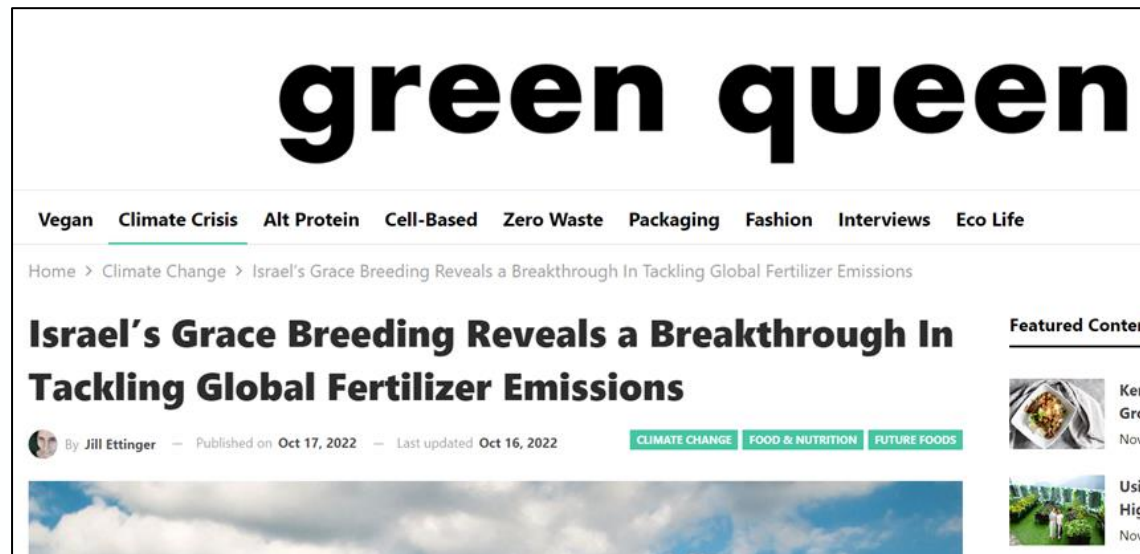 green queen
Vegan Climate Crisis Alt Protein Cell-Based Zero Waste Packaging Fashion Interviews Eco Life
Home > Climate Change > Israel's Grace Breeding Reveals a Breakthrough In Tackling Global Fertilizer Emissions
Israel's Grace Breeding Reveals a Breakthrough In
Tackling Global Fertilizer Emissions
By Jill Ettinger — Published on Oct 17, 2022 — Last updated Oct 16, 2022
CLIMATE CHANGE FOOD & NUTRITION FUTURE FOODS
Featured